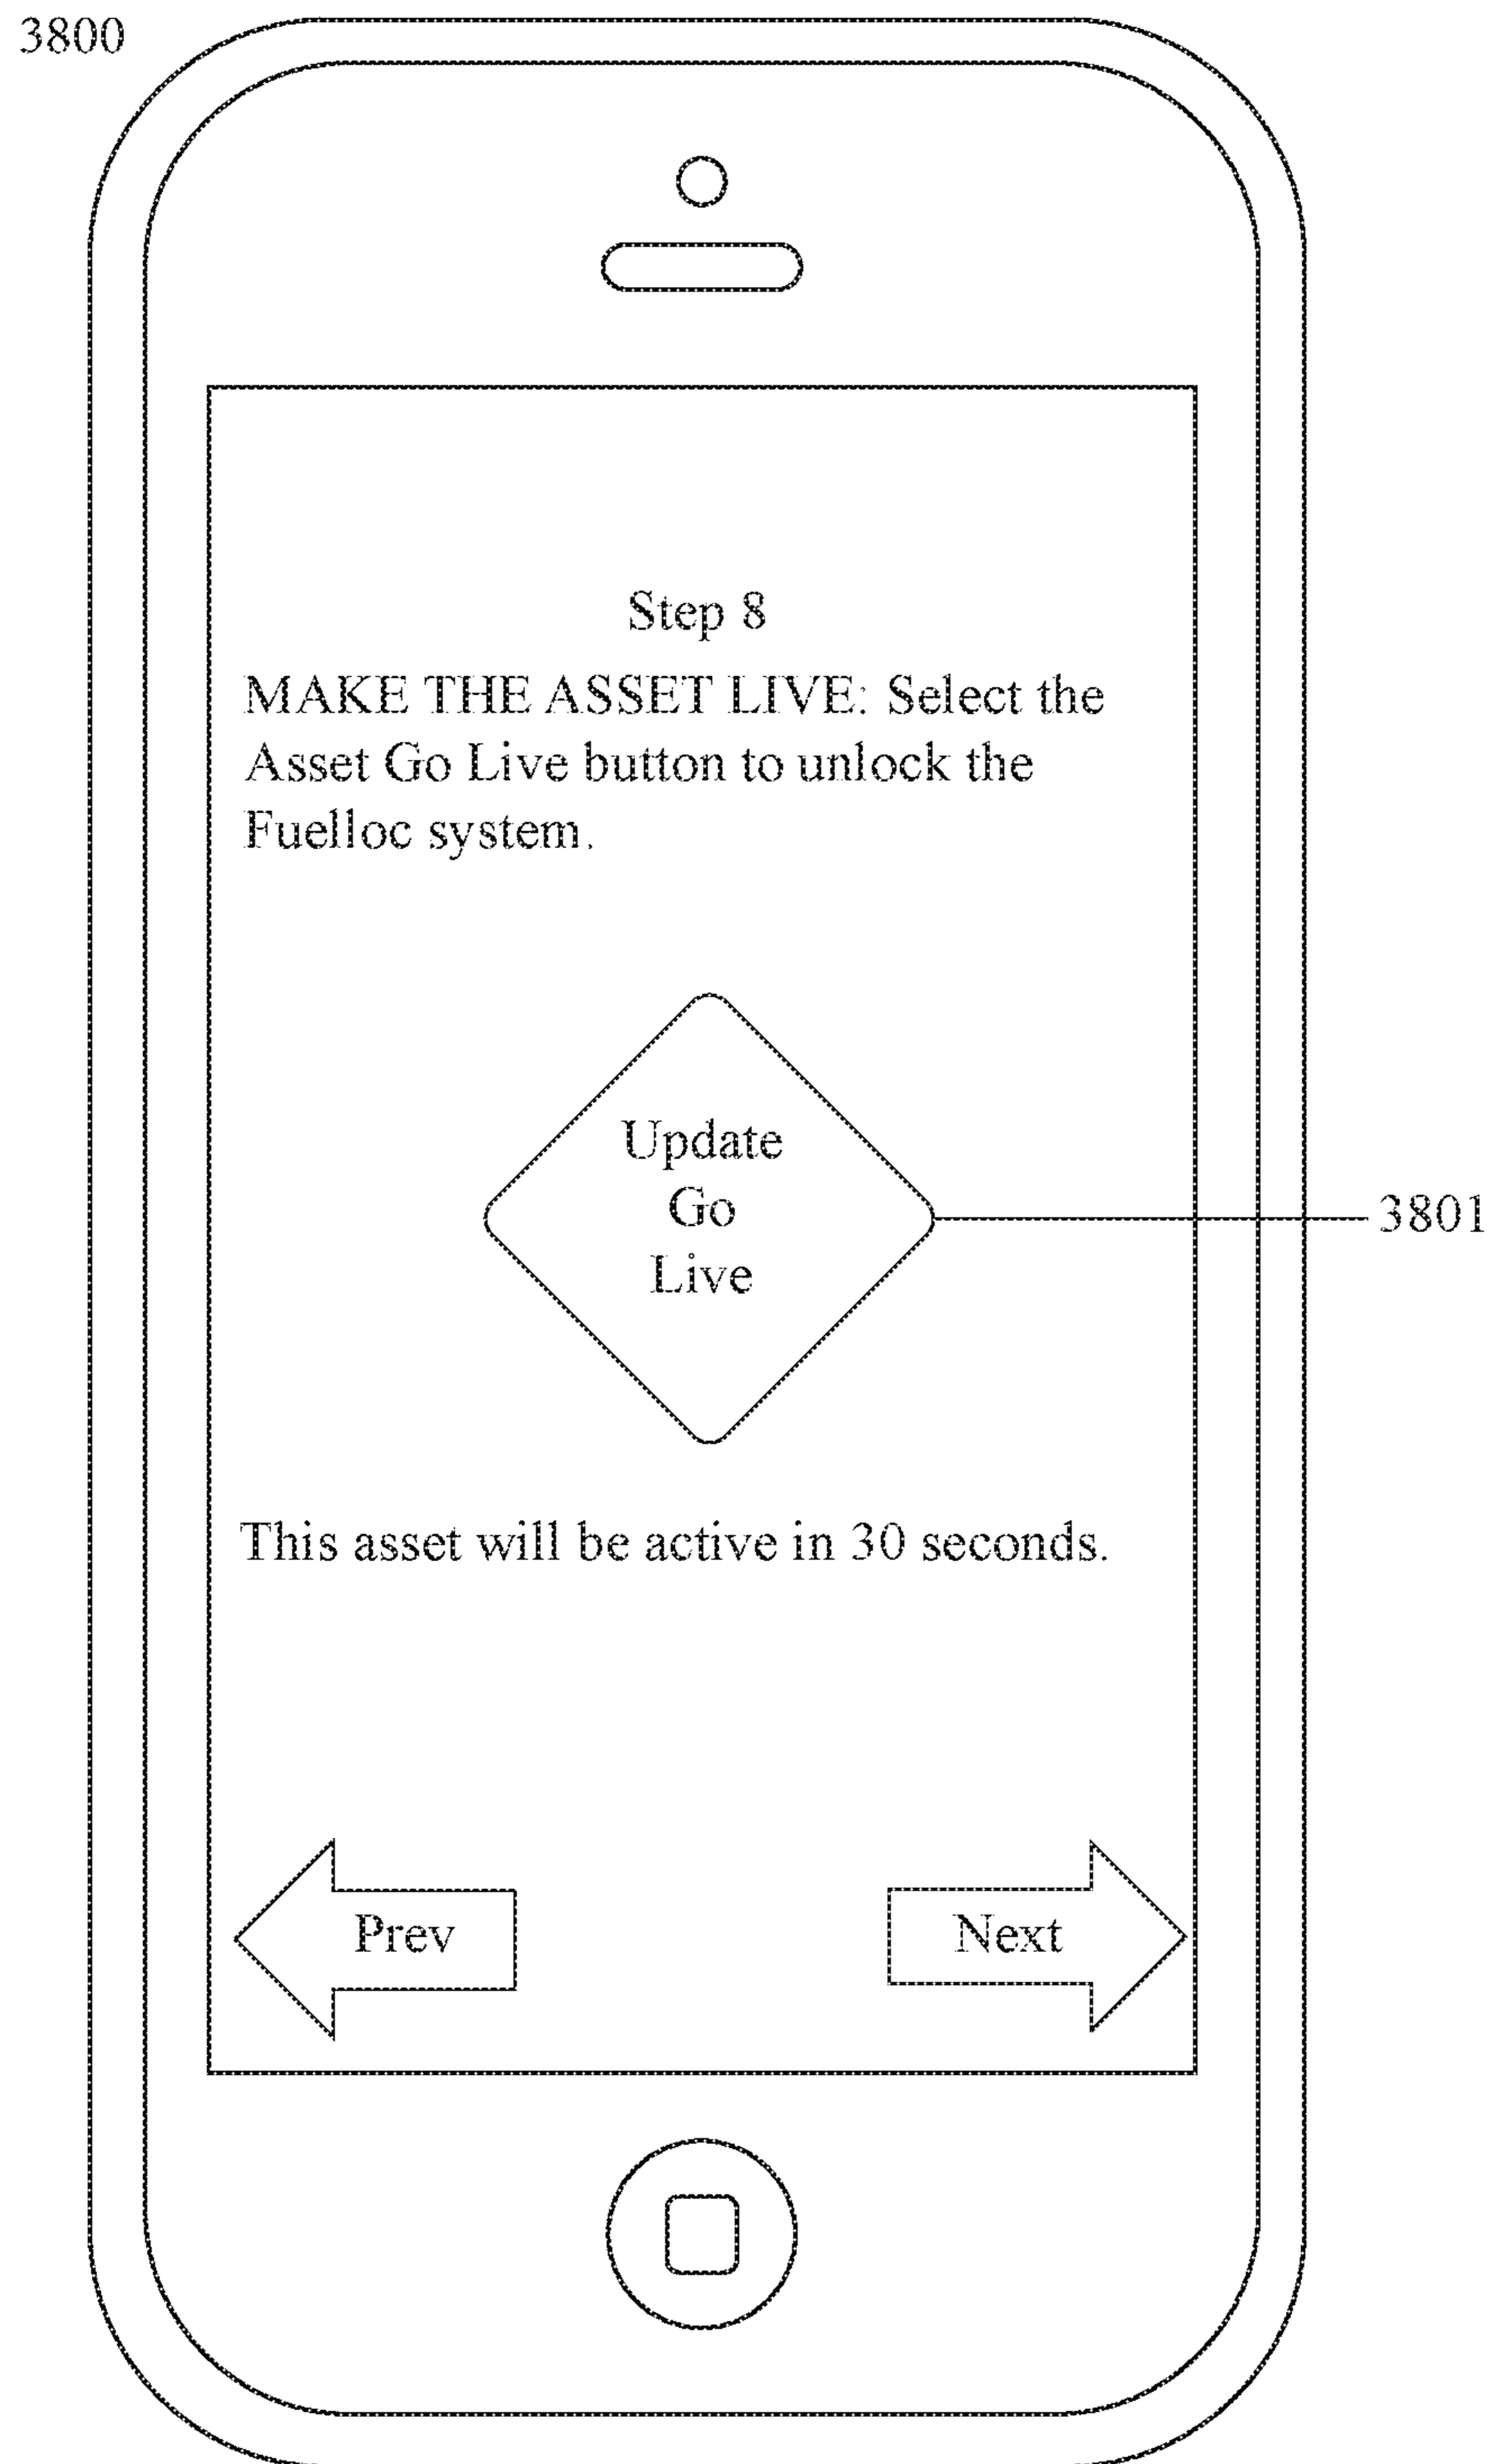 3800
Step 8
MAKE THE ASSET LIVE: Select the
Asset Go Live button to unlock the
Fuelloc system.
Update
Go
Live
3801
This asset will be active in 30 seconds.
Prev
Next